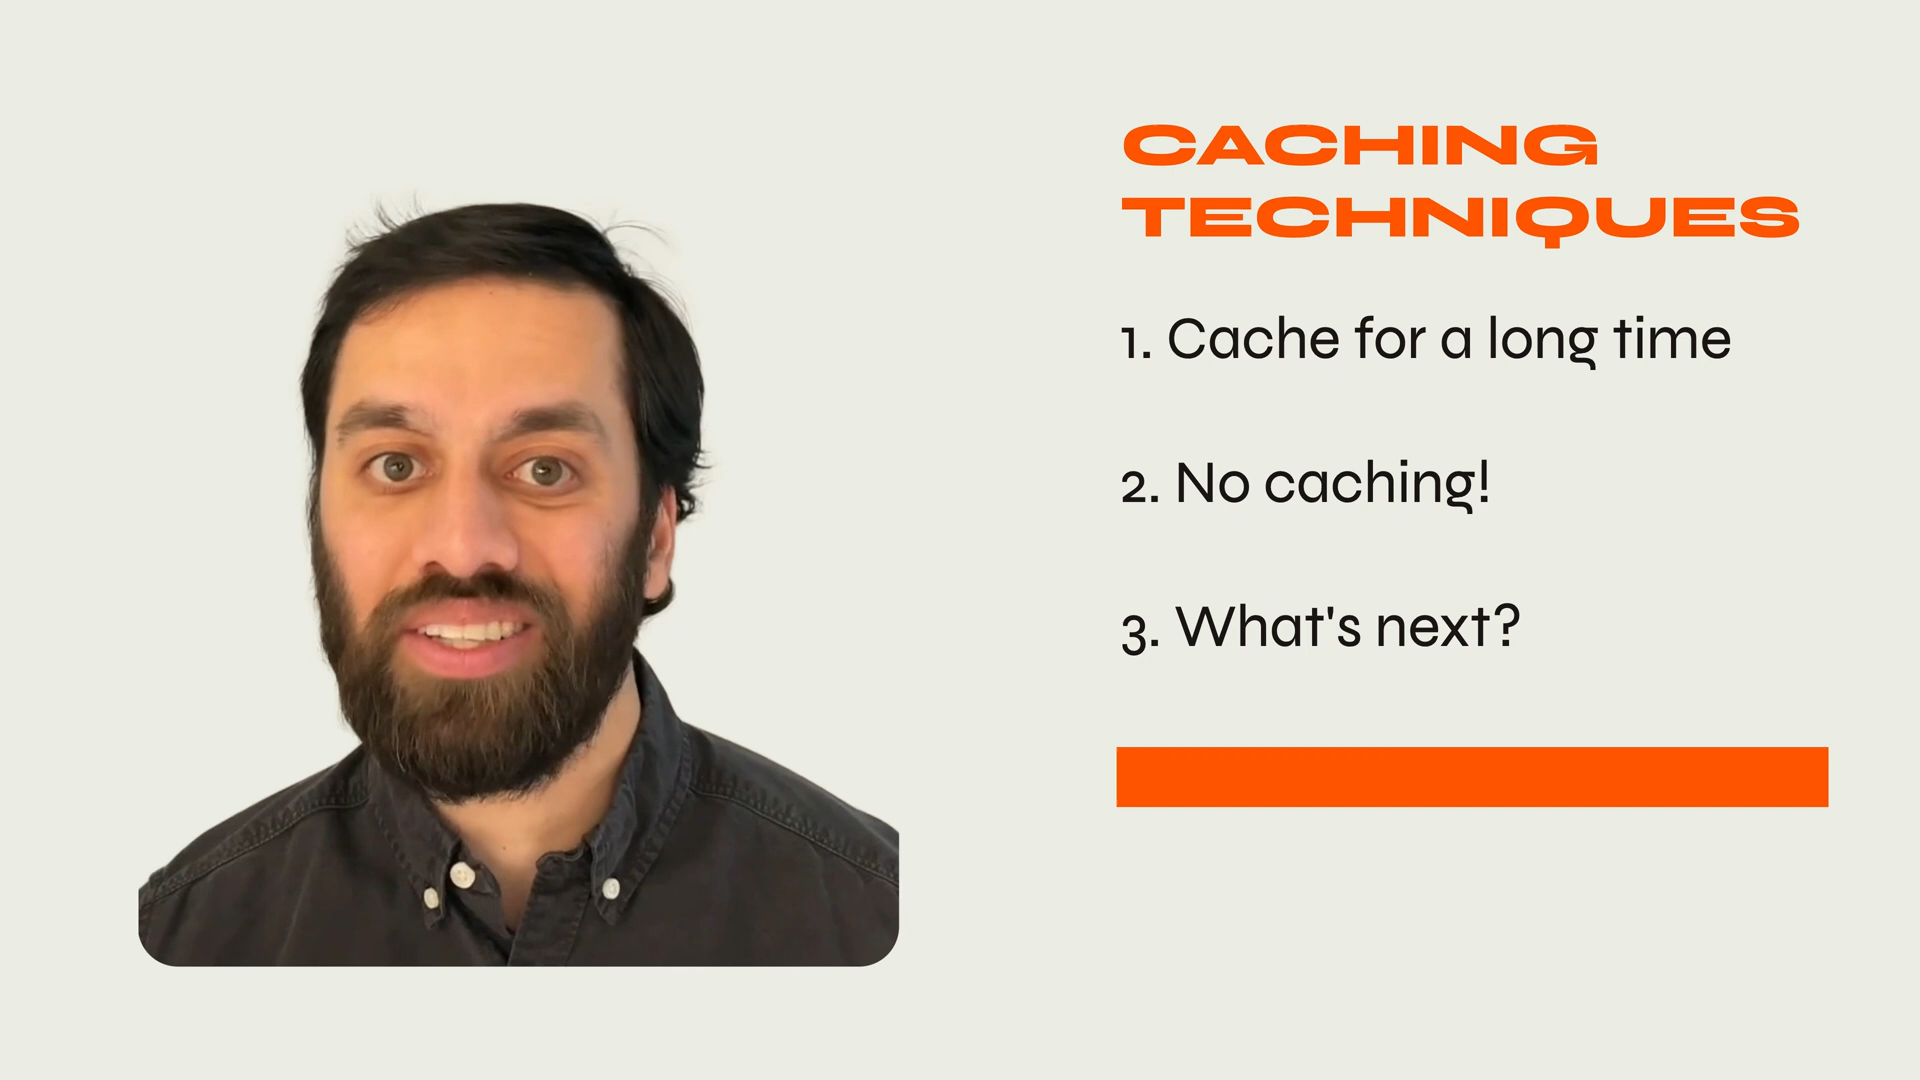 CACHING
TECHNIQUES
1. Cache for a long time
2. No caching!
3. What's next?